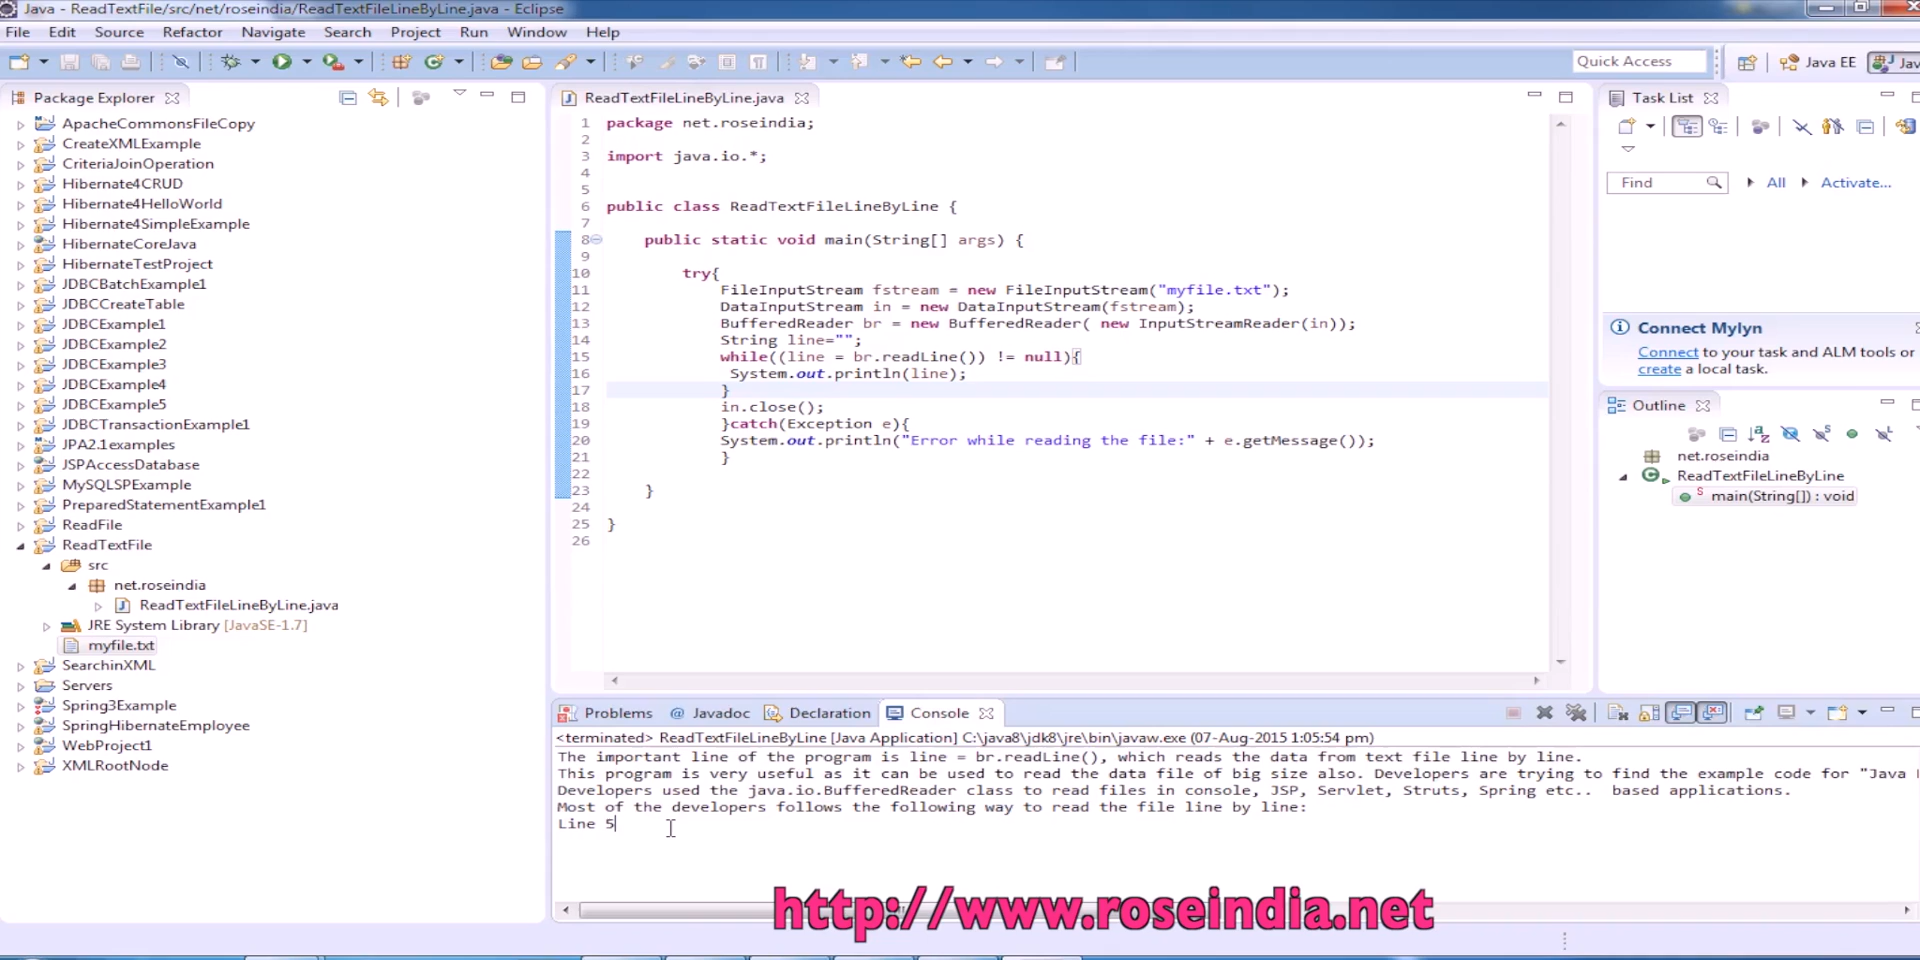 Java - ReadTextFile/src/net/roseindia/ReadTextFileLineByLine.java - Eclipse
File Edit Source Refactor Navigate Search Project Run Window Help
Quick Access
Java EE
Package Explorer
ApacheCommonsFileCopy
CreateXMLExample
CriteriaJoinOperation
Hibernate4CRUD
Hibernate4HelloWorld
Hibernate4SimpleExample
HibernateCoreJava
HibernateTestProject
JDBCBatchExample1
JDBCCreateTable
JDBCExample1
JDBCExample2
JDBCExample3
JDBCExample4
JDBCExample5
JDBCTransactionExample1
JPA2.1examples
JSPAccessDatabase
MySQLSPExample
PreparedStatementExample1
ReadFile
ReadTextFile
src
net.roseindia
ReadTextFileLineByLine.java
JRE System Library [JavaSE-1.7]
myfile.txt
SearchinXML
Servers
Spring3Example
SpringHibernateEmployee
WebProject1
XMLRootNode
ReadTextFileLineByLine.java
1 package net.roseindia;
2
3 import java.io.*;
4
5
6 public class ReadTextFileLineByLine {
7
8 public static void main(String[] args) {
9
10 try{
11 FileInputStream fstream = new FileInputStream("myfile.txt");
12 DataInputStream in = new DataInputStream(fstream);
13 BufferedReader br = new BufferedReader( new InputStreamReader(in));
14 String line="";
15 while((line = br.readLine()) != null){
16 System.out.println(line);
17 }
18 in.close();
19 }catch(Exception e){
20 System.out.println("Error while reading the file:" + e.getMessage());
21 }
22
23 }
24
25 }
26
Task List
Find
All
Activate...
Connect Mylyn
Connect to your task and ALM tools or
create a local task.
Outline
net.roseindia
ReadTextFileLineByLine
main(String[]) : void
Problems @ Javadoc Declaration Console
<terminated> ReadTextFileLineByLine [Java Application] C:\java8\jdk8\jre\bin\javaw.exe (07-Aug-2015 1:05:54 pm)
The important line of the program is line = br.readLine(), which reads the data from text file line by line.
This program is very useful as it can be used to read the data file of big size also. Developers are trying to find the example code for "Java
Developers used the java.io.BufferedReader class to read files in console, JSP, Servlet, Struts, Spring etc.. based applications.
Most of the developers follows the following way to read the file line by line:
Line 5
http://www.roseindia.net